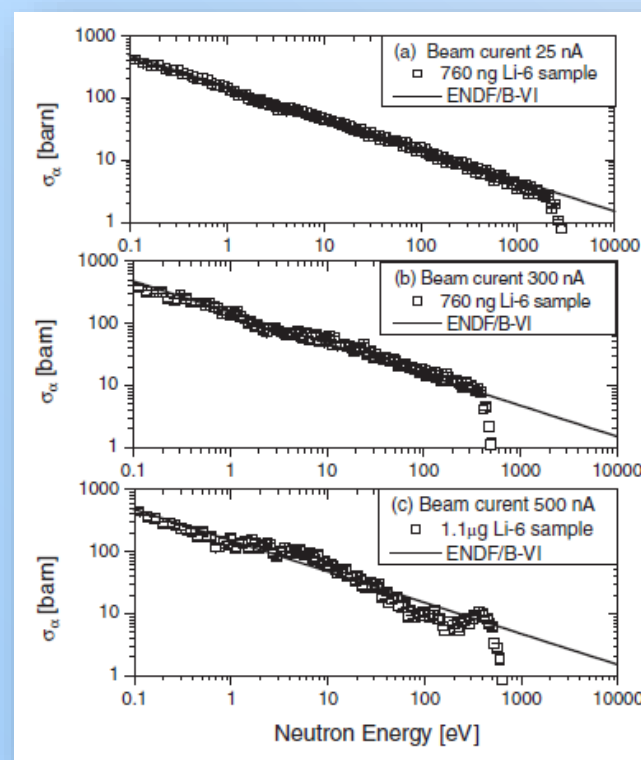 1000
100
10
1
σα [barn]
(a) Beam curent 25 nA
760 ng Li-6 sample
ENDF/B-VI
0.1 1 10 100 1000 10000
1000
100
10
1
σα [barn]
(b) Beam curent 300 nA
760 ng Li-6 sample
ENDF/B-VI
0.1 1 10 100 1000 10000
1000
100
10
1
σα [barn]
(c) Beam curent 500 nA
1.1μg Li-6 sample
ENDF/B-VI
0.1 1 10 100 1000 10000
Neutron Energy [eV]